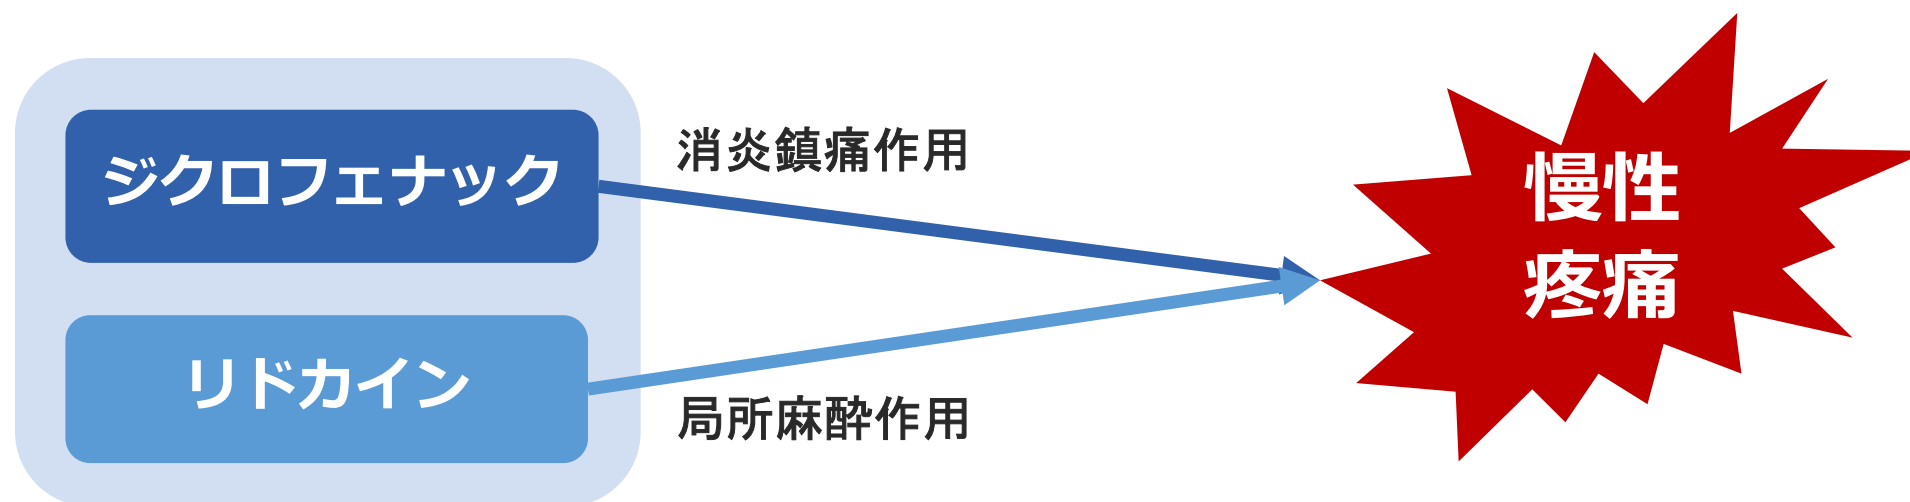 ジクロフェナック
消炎鎮痛作用
リドカイン
局所麻酔作用
慢性
疼痛